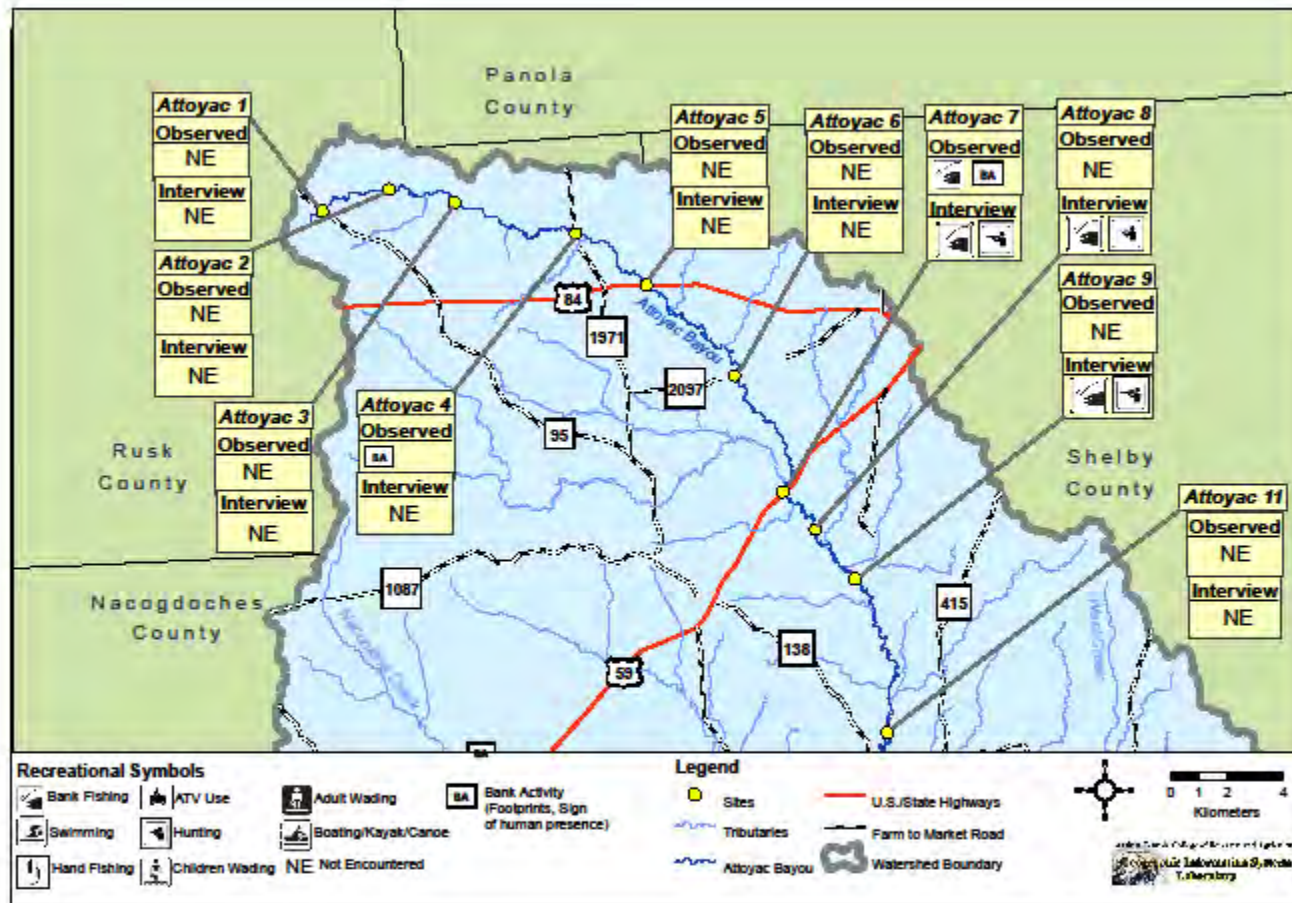 Panola
County
Attoyac 1
Observed
NE
Interview
NE
Attoyac 5
Observed
NE
Interview
NE
Attoyac 6
Observed
NE
Interview
NE
Attoyac 7
Observed
BA
Interview
Attoyac 8
Observed
NE
Interview
Attoyac 2
Observed
NE
Interview
NE
Attoyac 9
Observed
NE
Interview
84
Attoyac Bayou
1971
2097
Attoyac 3
Observed
NE
Interview
NE
Attoyac 4
Observed
BA
Interview
NE
95
Rusk
County
Shelby
County
Attoyac 11
Observed
NE
Interview
NE
Nacogdoches
County
1087
415
138
59
BA
Recreational Symbols
Bank Fishing
ATV Use
Adult Wading
BA
Bank Activity
(Footprints, Sign
of human presence)
Swimming
Hunting
Boating/Kayak/Canoe
Hand Fishing
Children Wading
NE Not Encountered
Legend
Sites
U.S./State Highways
Tributaries
Farm to Market Road
Attoyac Bayou
Watershed Boundary
0 1 2 4
Kilometers
Information Systems
Laboratory